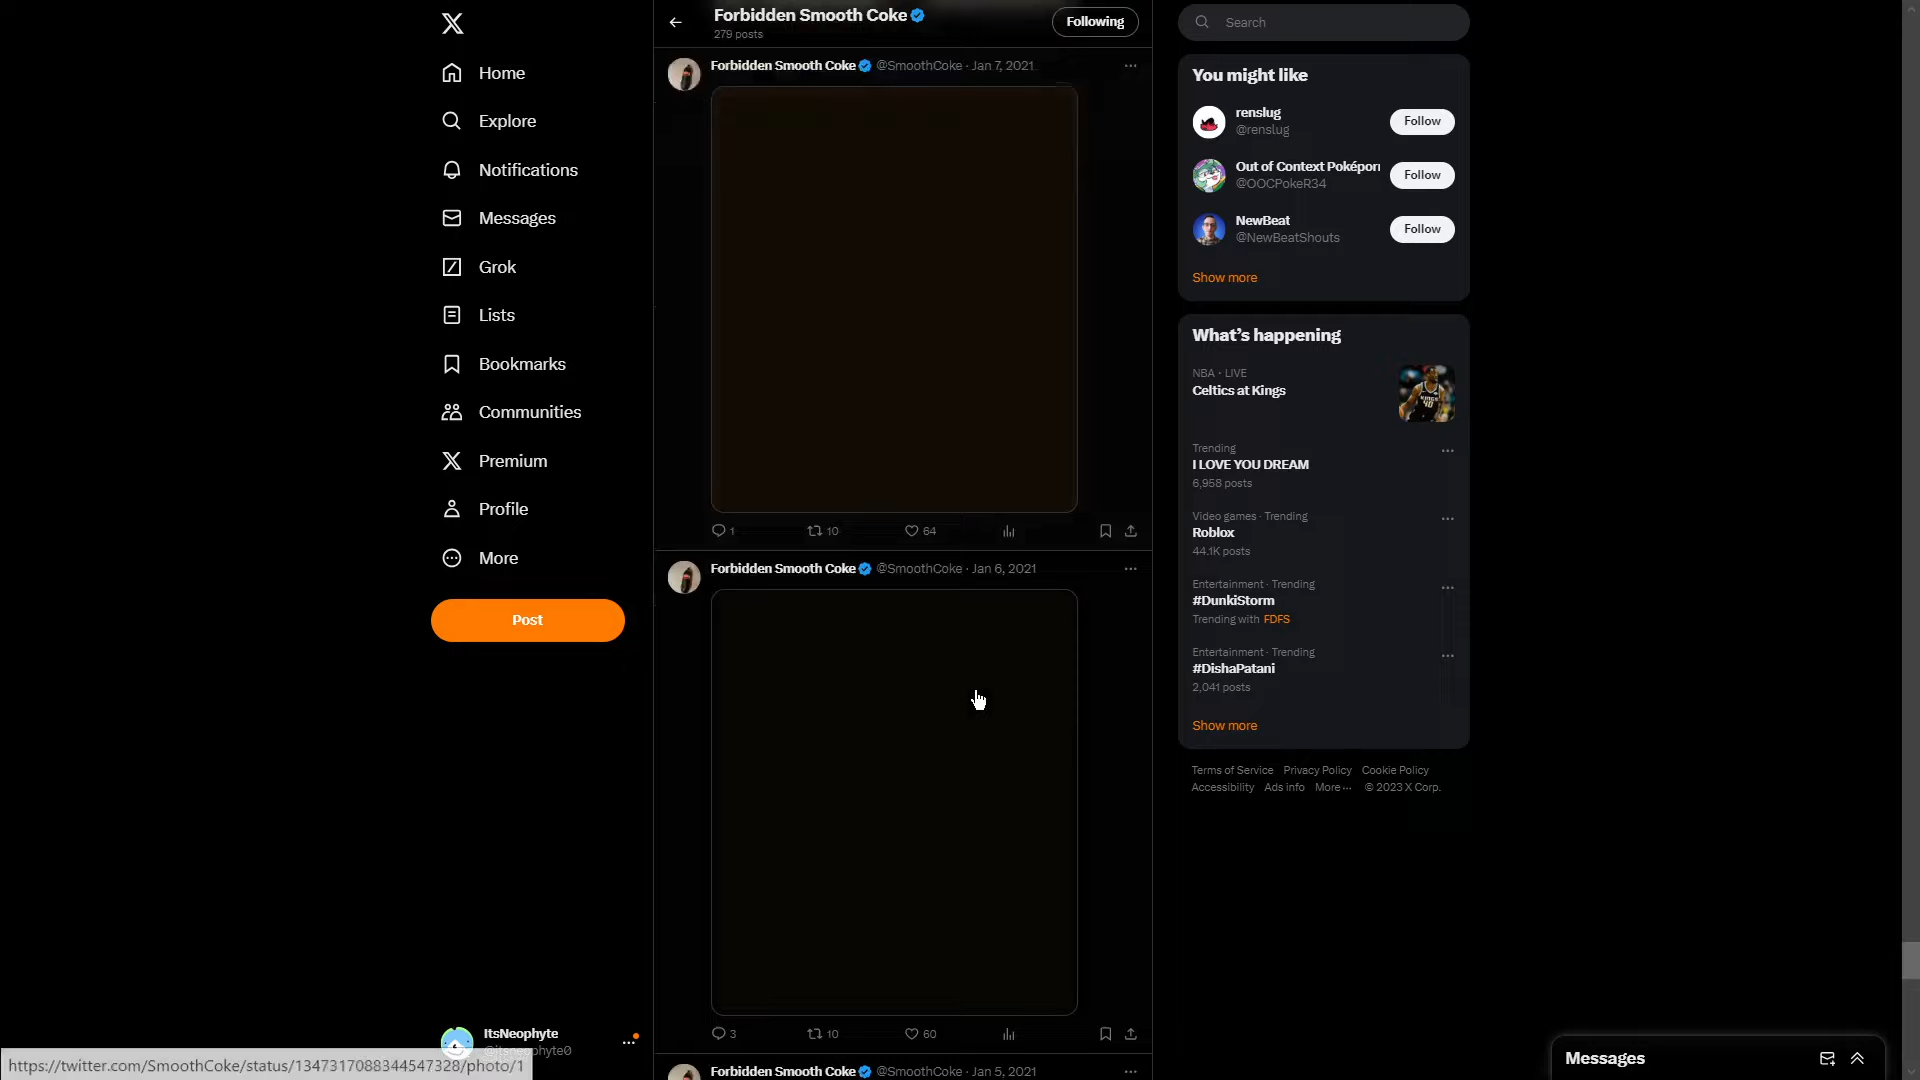 Home
Explore
Notifications
Messages
Grok
Lists
Bookmarks
Communities
Premium
Profile
More
Post
ItsNeophyte
@itsneophyte0
https://twitter.com/SmoothCoke/status/1347317088344547328/photo/1
Forbidden Smooth Coke
279 posts
Following
Forbidden Smooth Coke @SmoothCoke · Jan 7, 2021
1 10 64
Forbidden Smooth Coke @SmoothCoke · Jan 6, 2021
3 10 60
Forbidden Smooth Coke @SmoothCoke · Jan 5, 2021
Search
You might like
renslug
@renslug
Follow
Out of Context Poképorn
@OOCPokeR34
Follow
NewBeat
@NewBeatShouts
Follow
Show more
What's happening
NBA · LIVE
Celtics at Kings
Trending
I LOVE YOU DREAM
6,958 posts
Video games · Trending
Roblox
44.1K posts
Entertainment · Trending
#DunkiStorm
Trending with FDFS
Entertainment · Trending
#DishaPatani
2,041 posts
Show more
Terms of Service Privacy Policy Cookie Policy
Accessibility Ads info More ··· © 2023 X Corp.
Messages